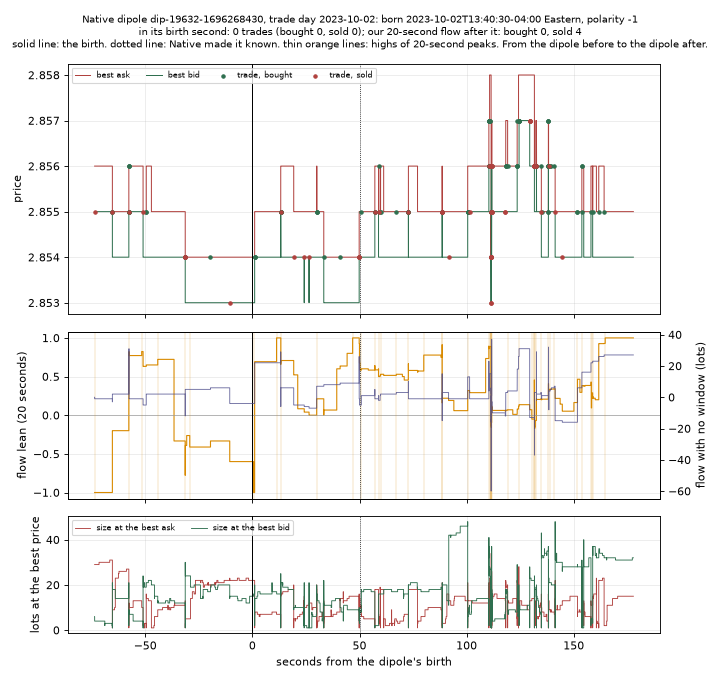 Native dipole dip-19632-1696268430, trade day 2023-10-02: born 2023-10-02T13:40:30-04:00 Eastern, polarity -1
in its birth second: 0 trades (bought 0, sold 0); our 20-second flow after it: bought 0, sold 4
solid line: the birth. dotted line: Native made it known. thin orange lines: highs of 20-second peaks. From the dipole before to the dipole after.
best ask
best bid
trade, bought
trade, sold
2.858
2.857
2.856
2.855
2.854
2.853
price
1.0
0.5
0.0
−0.5
−1.0
flow lean (20 seconds)
40
20
0
−20
−40
−60
flow with no window (lots)
size at the best ask
size at the best bid
40
20
0
lots at the best price
−50
0
50
100
150
seconds from the dipole's birth